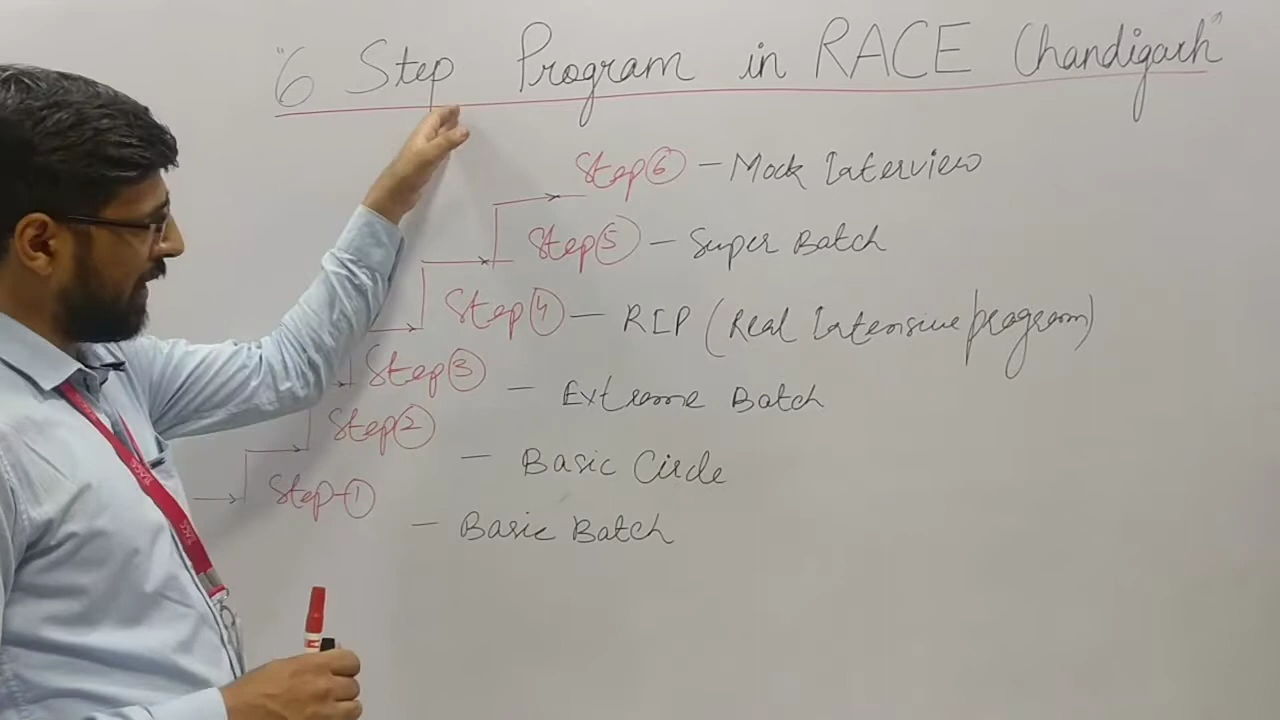 "6 Step Program in RACE Chandigarh"
Step 6 - Mock Interview
Step 5 - Super Batch
Step 4 - RIP (Real Intensive program)
Step 3 - Extreme Batch
Step 2 - Basic Circle
Step-1 - Basic Batch
RACE